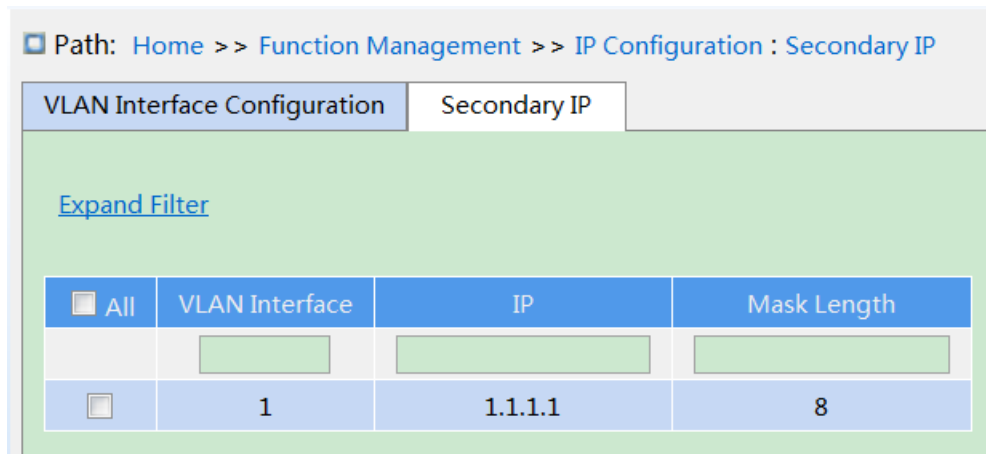 Path: Home >> Function Management >> IP Configuration : Secondary IP
VLAN Interface Configuration Secondary IP
Expand Filter
All VLAN Interface IP Mask Length
1 1.1.1.1 8